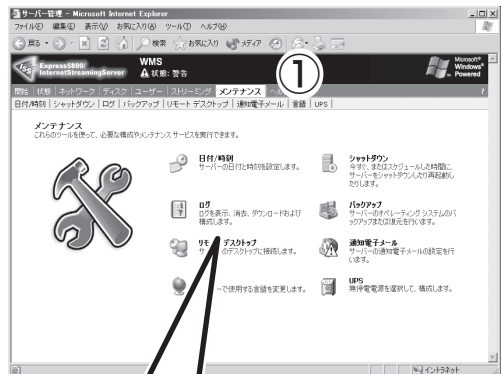 サーバー管理 - Microsoft Internet Explorer
ファイル(F) 編集(E) 表示(V) お気に入り(A) ツール(T) ヘルプ(H)
戻る 検索 お気に入り メディア
Express5800/
InternetStreamingServer
ISS
WMS
状態: 警告
①
Microsoft
Windows
Powered
開始 状態 ネットワーク ディスク ユーザー ストリーミング メンテナンス
日付/時刻 シャットダウン ログ バックアップ リモート デスクトップ 通知電子メール 言語 UPS
?
メンテナンス
これらのツールを使って、必要な構成やメンテナンス サービスを実行できます。
日付/時刻
サーバーの日付と時刻を設定します。
シャットダウン
今すぐ、またはスケジュールした時間に、
サーバーをシャットダウンしたり再起動し
たりします。
ログ
ログを表示、消去、ダウンロードおよび
構成します。
バックアップ
サーバーのオペレーティング システムのバ
ックアップまたは復元を行います。
リモ デスクトップ
サ のデスクトップに接続します。
通知電子メール
サーバーの通知電子メールの設定を行
います。
ーで使用する言語を変更します。
UPS
無停電電源を選択して、構成します。
イントラネット